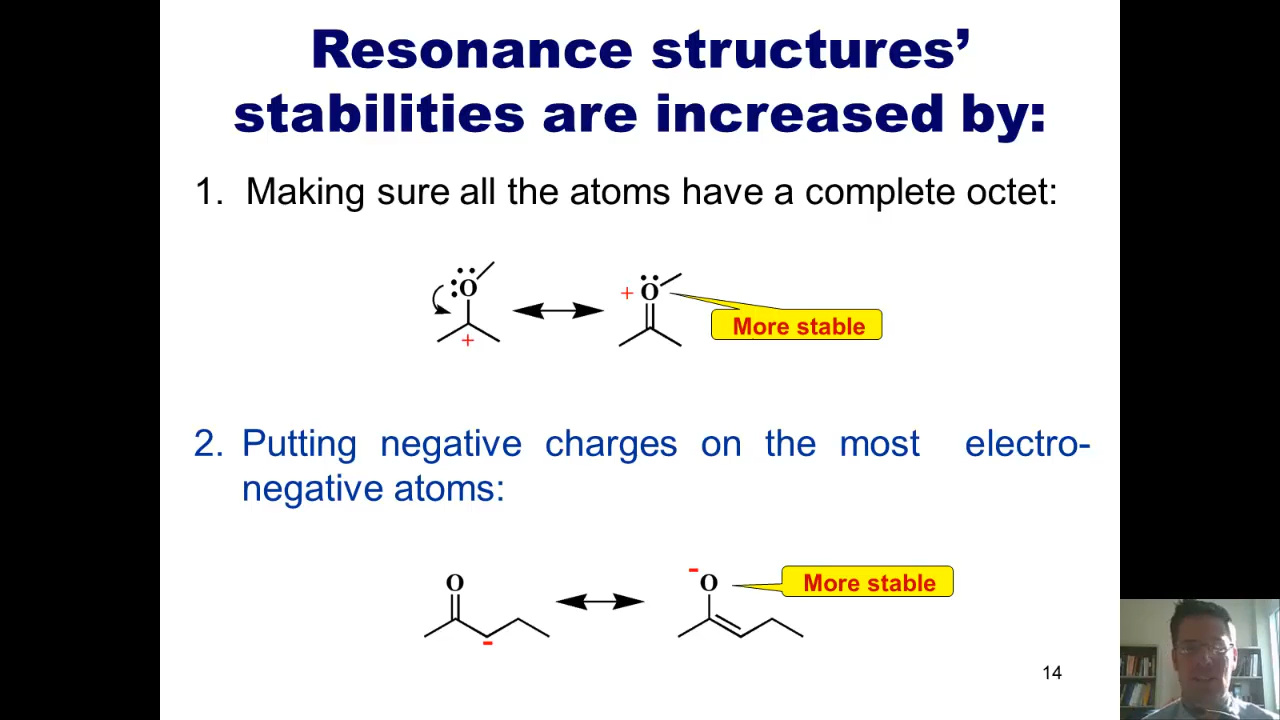 Resonance structures’
stabilities are increased by:
1. Making sure all the atoms have a complete octet:
O
+ O
More stable
+
2. Putting negative charges on the most electro-
negative atoms:
O
- O
More stable
-
14